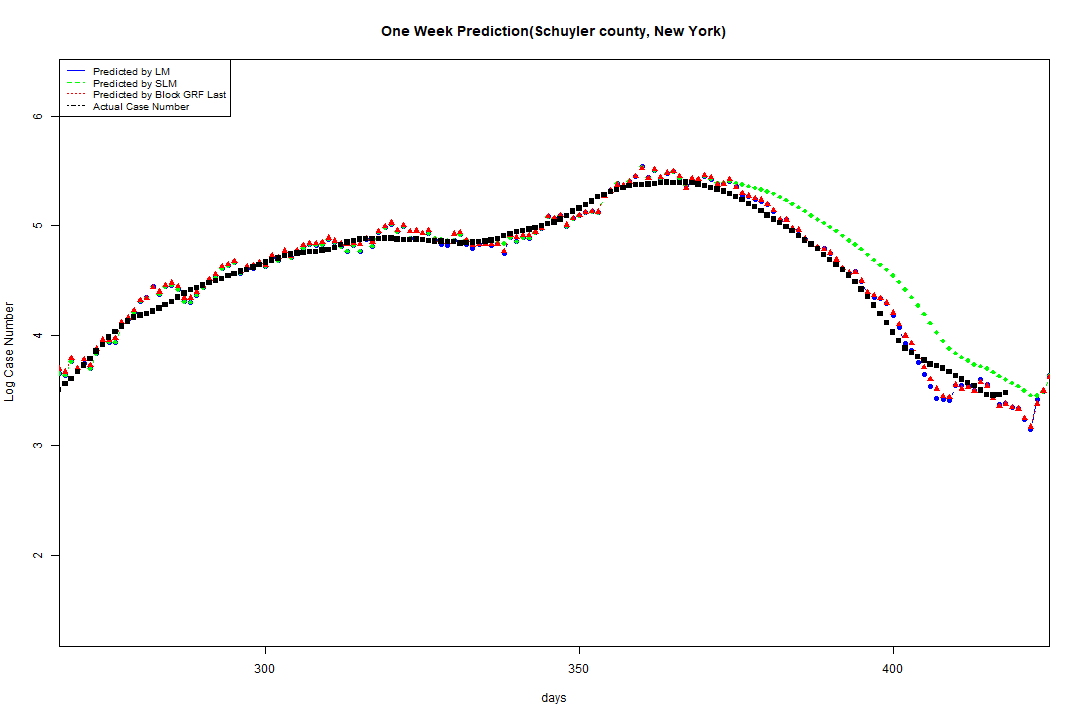 One Week Prediction(Schuyler county, New York)
Predicted by LM
Predicted by SLM
Predicted by Block GRF Last
Actual Case Number
6
5
4
3
2
Log Case Number
300
350
400
days